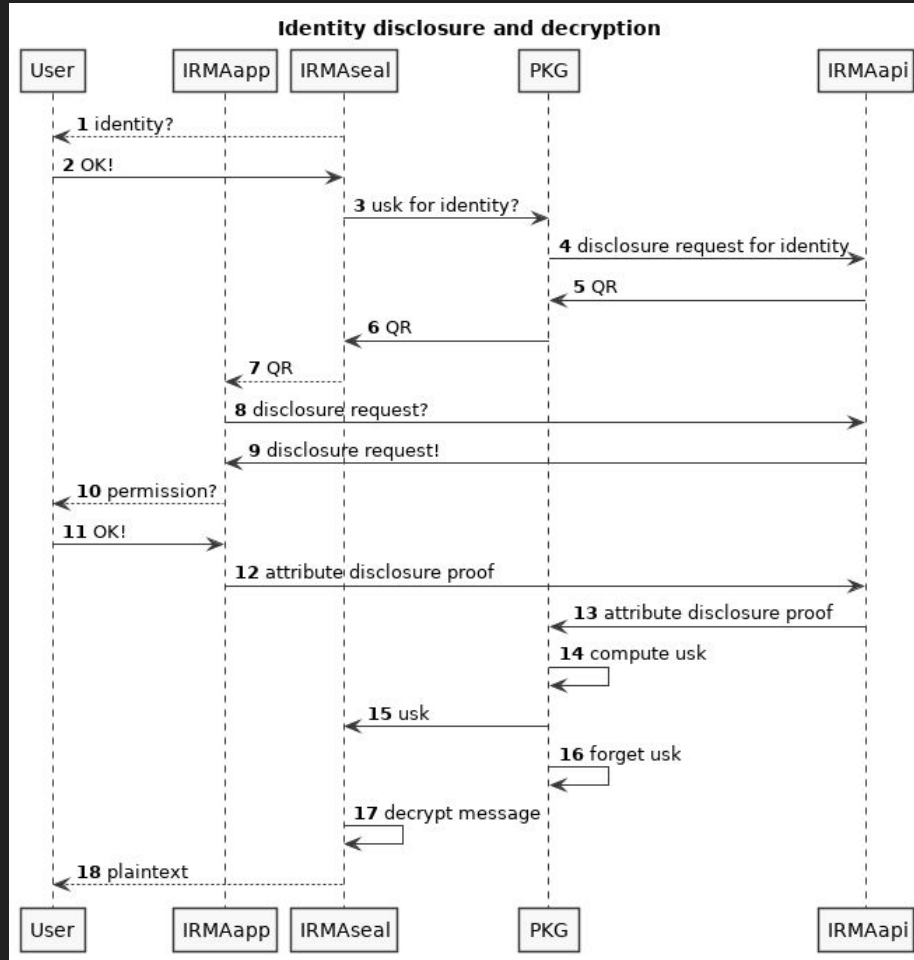 Identity disclosure and decryption
User IRMAapp IRMAseal PKG IRMAapi
1 identity?
2 OK!
3 usk for identity?
4 disclosure request for identity
5 QR
6 QR
7 QR
8 disclosure request?
9 disclosure request!
10 permission?
11 OK!
12 attribute disclosure proof
13 attribute disclosure proof
14 compute usk
15 usk
16 forget usk
17 decrypt message
18 plaintext
User IRMAapp IRMAseal PKG IRMAapi